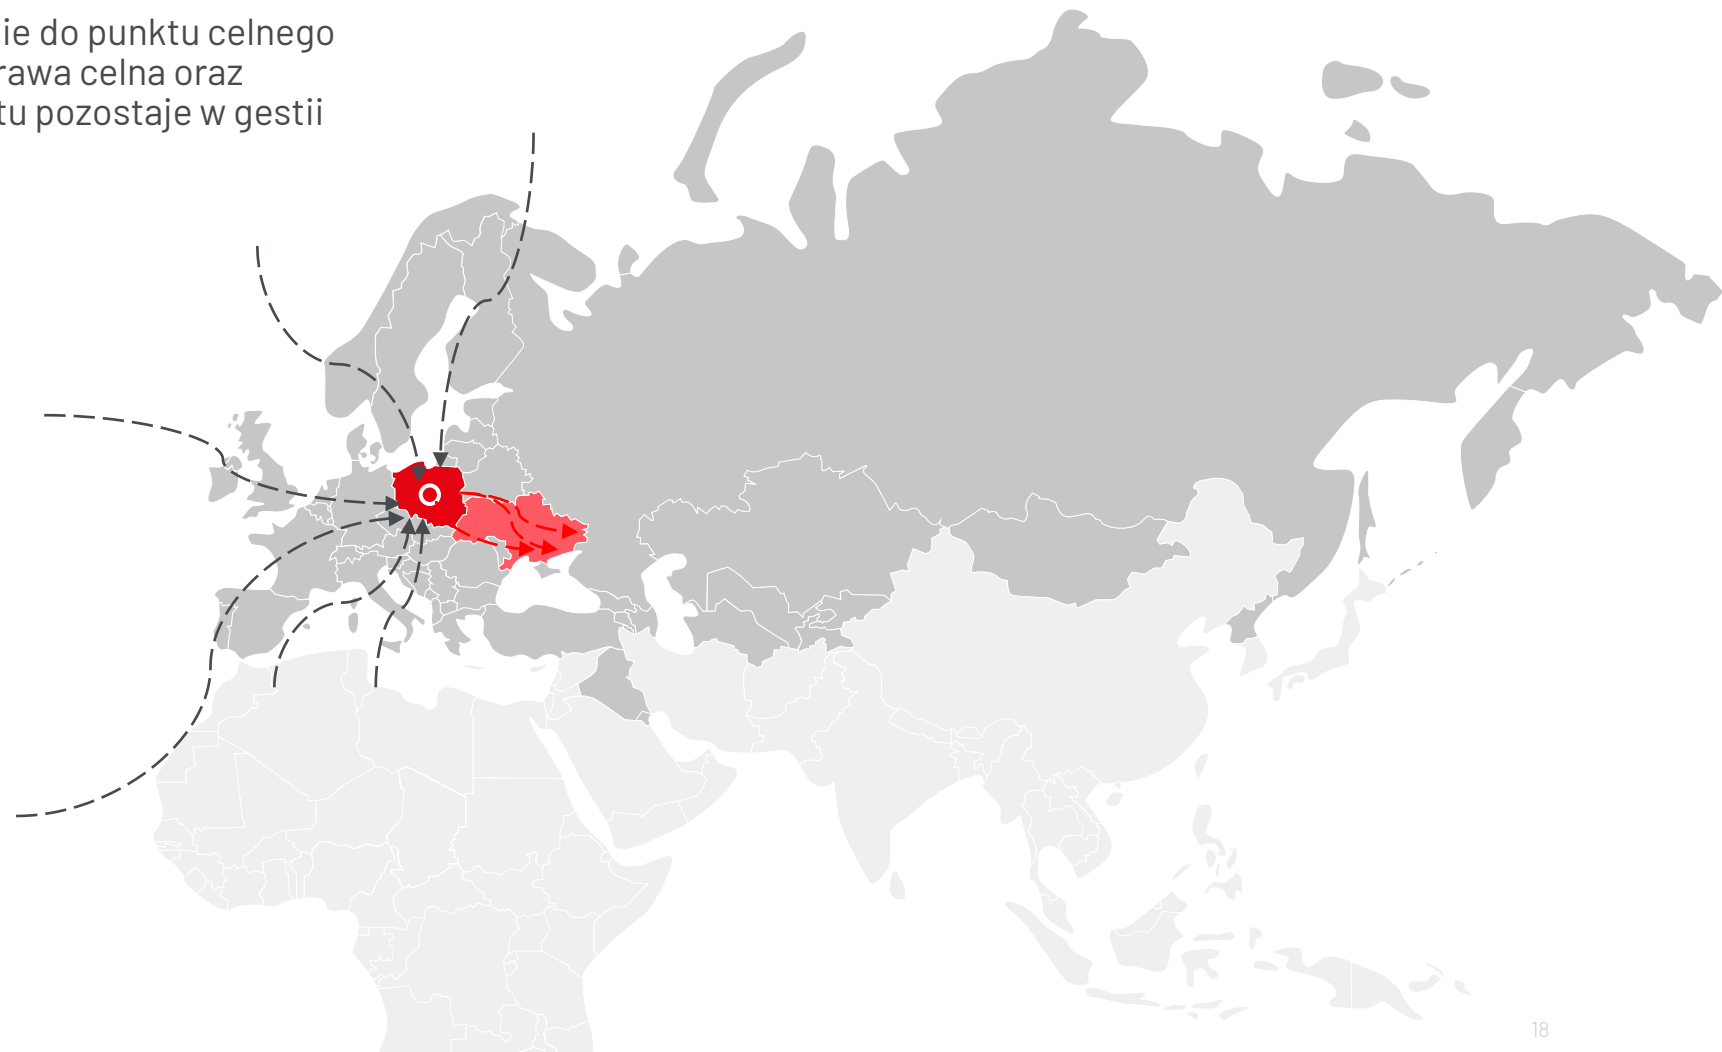 ie do punktu celnego
rawa celna oraz
tu pozostaje w gestii
18